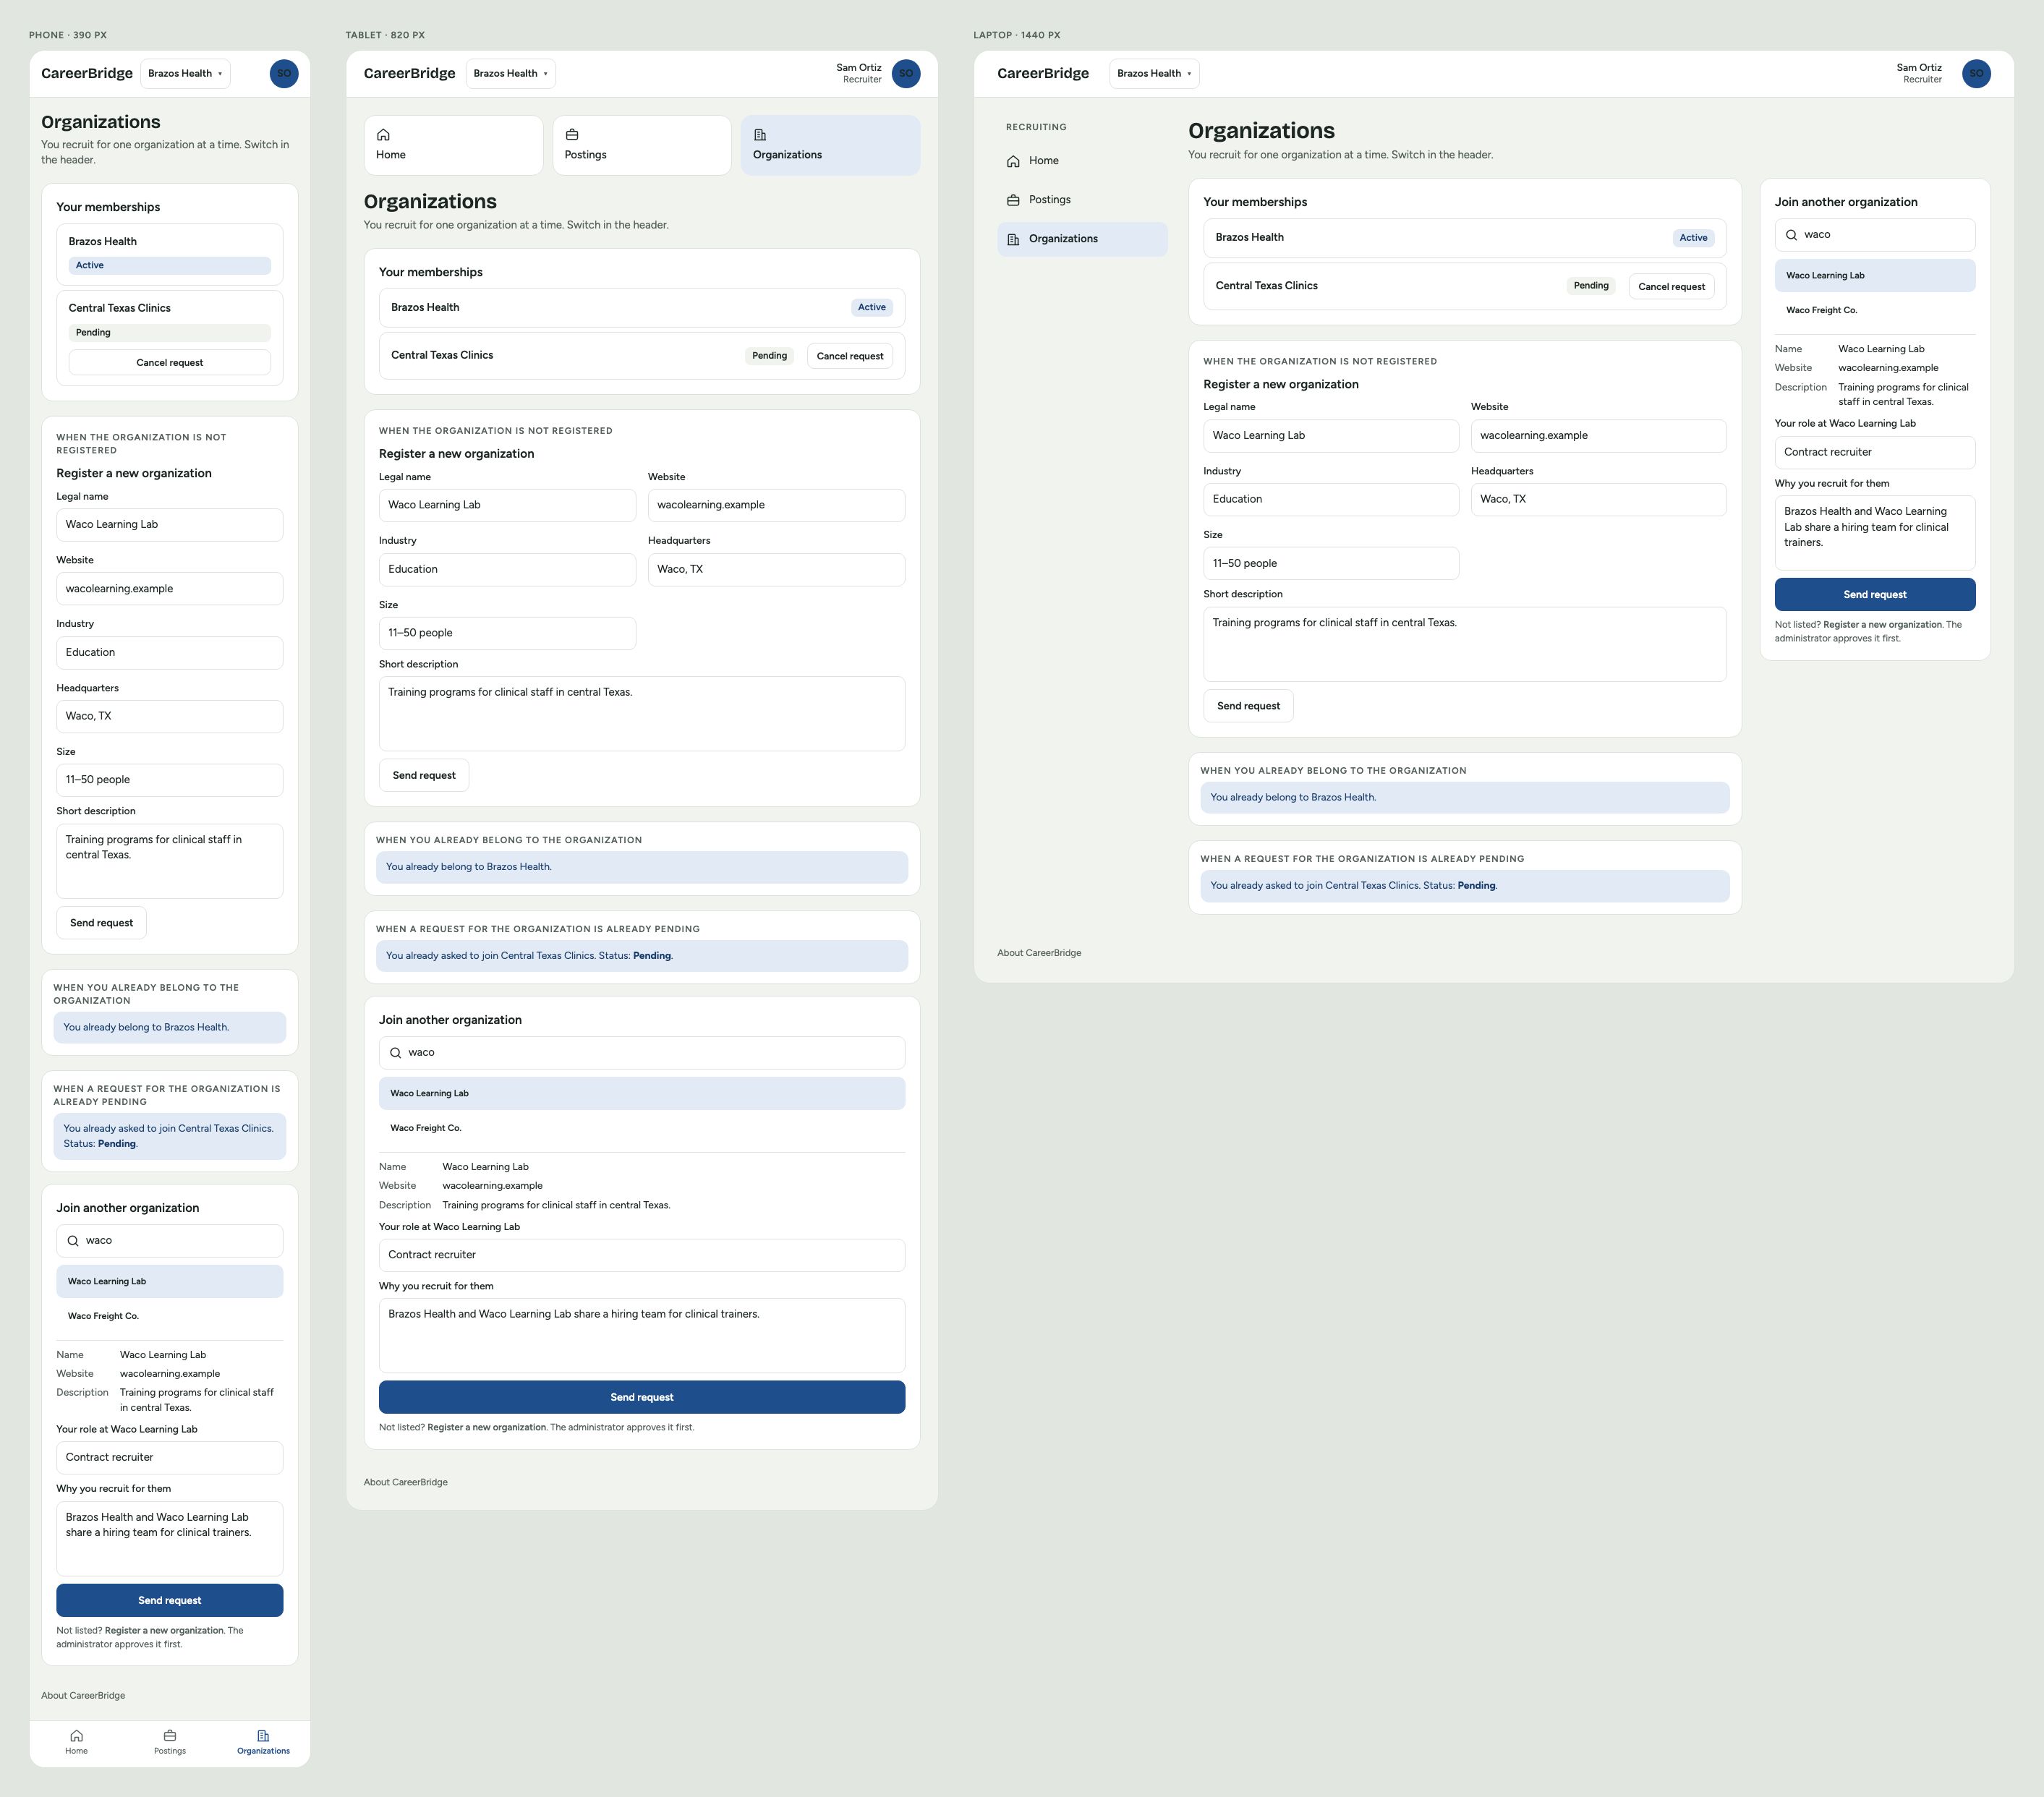 PHONE · 390 PX
CareerBridge
Brazos Health
SO
Organizations
You recruit for one organization at a time. Switch in
the header.
Your memberships
Brazos Health
Active
Central Texas Clinics
Pending
Cancel request
WHEN THE ORGANIZATION IS NOT
REGISTERED
Register a new organization
Legal name
Waco Learning Lab
Website
wacolearning.example
Industry
Education
Headquarters
Waco, TX
Size
11–50 people
Short description
Training programs for clinical staff in
central Texas.
Send request
WHEN YOU ALREADY BELONG TO THE
ORGANIZATION
You already belong to Brazos Health.
WHEN A REQUEST FOR THE ORGANIZATION IS
ALREADY PENDING
You already asked to join Central Texas Clinics.
Status: Pending.
Join another organization
waco
Waco Learning Lab
Waco Freight Co.
Name Waco Learning Lab
Website wacolearning.example
Description Training programs for clinical staff
in central Texas.
Your role at Waco Learning Lab
Contract recruiter
Why you recruit for them
Brazos Health and Waco Learning Lab
share a hiring team for clinical trainers.
Send request
Not listed? Register a new organization. The
administrator approves it first.
About CareerBridge
Home Postings Organizations
TABLET · 820 PX
CareerBridge
Brazos Health
Sam Ortiz
Recruiter
SO
Home
Postings
Organizations
Organizations
You recruit for one organization at a time. Switch in the header.
Your memberships
Brazos Health Active
Central Texas Clinics Pending Cancel request
WHEN THE ORGANIZATION IS NOT REGISTERED
Register a new organization
Legal name Website
Waco Learning Lab wacolearning.example
Industry Headquarters
Education Waco, TX
Size
11–50 people
Short description
Training programs for clinical staff in central Texas.
Send request
WHEN YOU ALREADY BELONG TO THE ORGANIZATION
You already belong to Brazos Health.
WHEN A REQUEST FOR THE ORGANIZATION IS ALREADY PENDING
You already asked to join Central Texas Clinics. Status: Pending.
Join another organization
waco
Waco Learning Lab
Waco Freight Co.
Name Waco Learning Lab
Website wacolearning.example
Description Training programs for clinical staff in central Texas.
Your role at Waco Learning Lab
Contract recruiter
Why you recruit for them
Brazos Health and Waco Learning Lab share a hiring team for clinical trainers.
Send request
Not listed? Register a new organization. The administrator approves it first.
About CareerBridge
LAPTOP · 1440 PX
CareerBridge
Brazos Health
Sam Ortiz
Recruiter
SO
RECRUITING
Home
Postings
Organizations
Organizations
You recruit for one organization at a time. Switch in the header.
Your memberships
Brazos Health Active
Central Texas Clinics Pending Cancel request
WHEN THE ORGANIZATION IS NOT REGISTERED
Register a new organization
Legal name Website
Waco Learning Lab wacolearning.example
Industry Headquarters
Education Waco, TX
Size
11–50 people
Short description
Training programs for clinical staff in central Texas.
Send request
WHEN YOU ALREADY BELONG TO THE ORGANIZATION
You already belong to Brazos Health.
WHEN A REQUEST FOR THE ORGANIZATION IS ALREADY PENDING
You already asked to join Central Texas Clinics. Status: Pending.
Join another organization
waco
Waco Learning Lab
Waco Freight Co.
Name Waco Learning Lab
Website wacolearning.example
Description Training programs for clinical
staff in central Texas.
Your role at Waco Learning Lab
Contract recruiter
Why you recruit for them
Brazos Health and Waco Learning
Lab share a hiring team for clinical
trainers.
Send request
Not listed? Register a new organization. The
administrator approves it first.
About CareerBridge